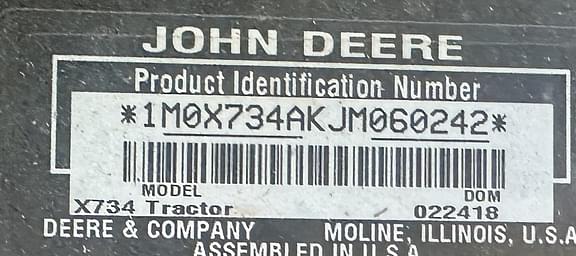 JOHN DEERE
Product Identification Number
*1M0X734AKJM060242*
MODEL DOM
X734 Tractor 022418
DEERE & COMPANY MOLINE, ILLINOIS, U.S.A
ASSEMBLED IN U.S.A